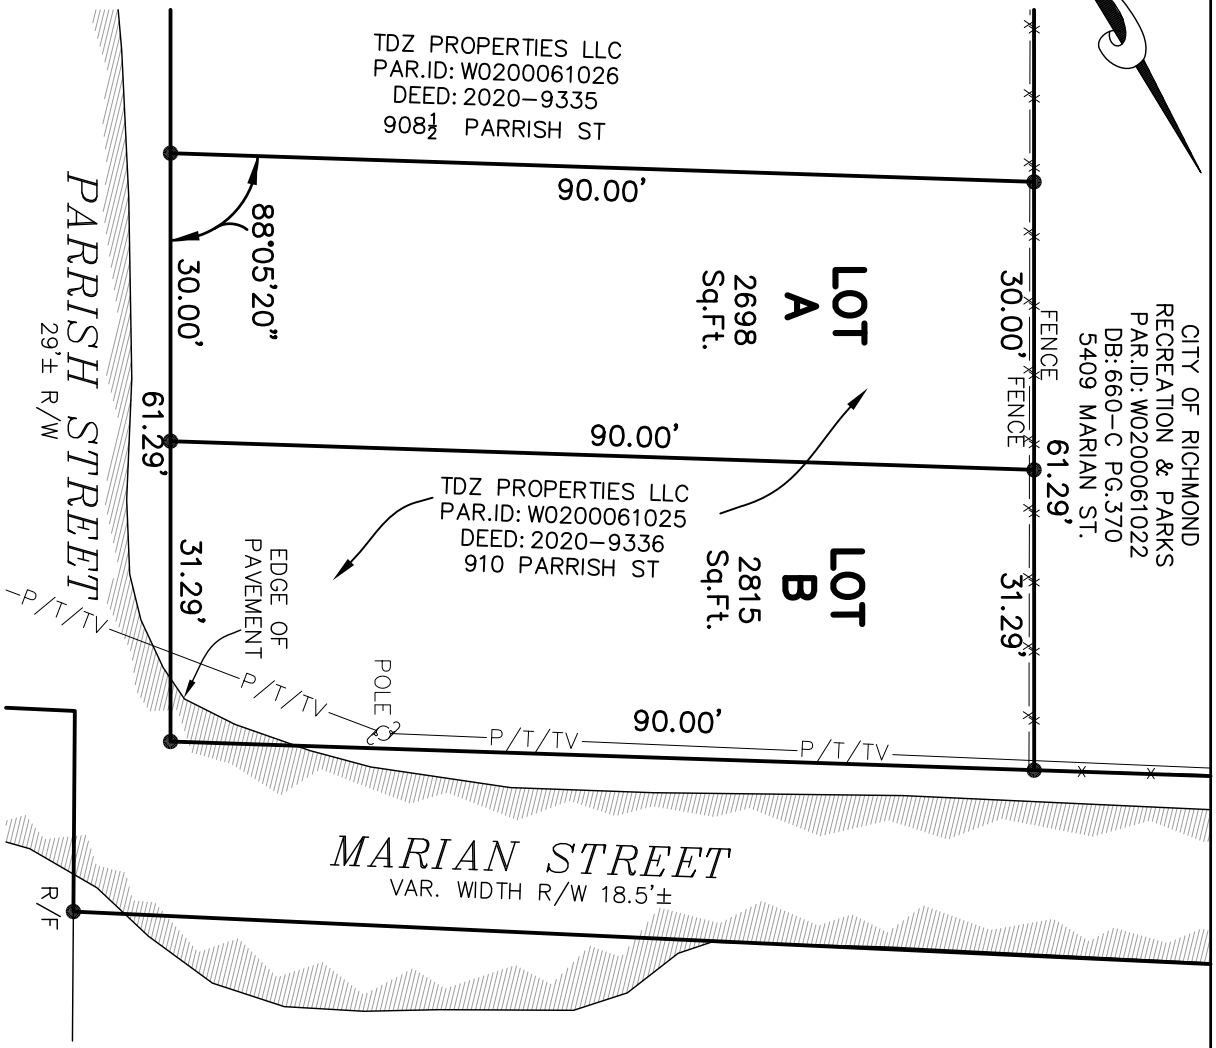 TDZ PROPERTIES LLC
PAR.ID: W0200061026
DEED: 2020-9335
908½ PARRISH ST
90.00'
88°05'20"
30.00'
30.00'
LOT
A
2698
Sq.Ft.
FENCE
FENCE
CITY OF RICHMOND
RECREATION & PARKS
PAR.ID: W0200061022
DB: 660-C PG.370
5409 MARIAN ST.
PARRISH STREET
29'± R/W
61.29'
61.29'
90.00'
TDZ PROPERTIES LLC
PAR.ID: W0200061025
DEED: 2020-9336
910 PARRISH ST
LOT
B
2815
Sq.Ft.
31.29'
31.29'
EDGE OF
PAVEMENT
POLE
P/T/TV
P/T/TV
P/T/TV
P/T/TV
90.00'
MARIAN STREET
VAR. WIDTH R/W 18.5'±
R/F